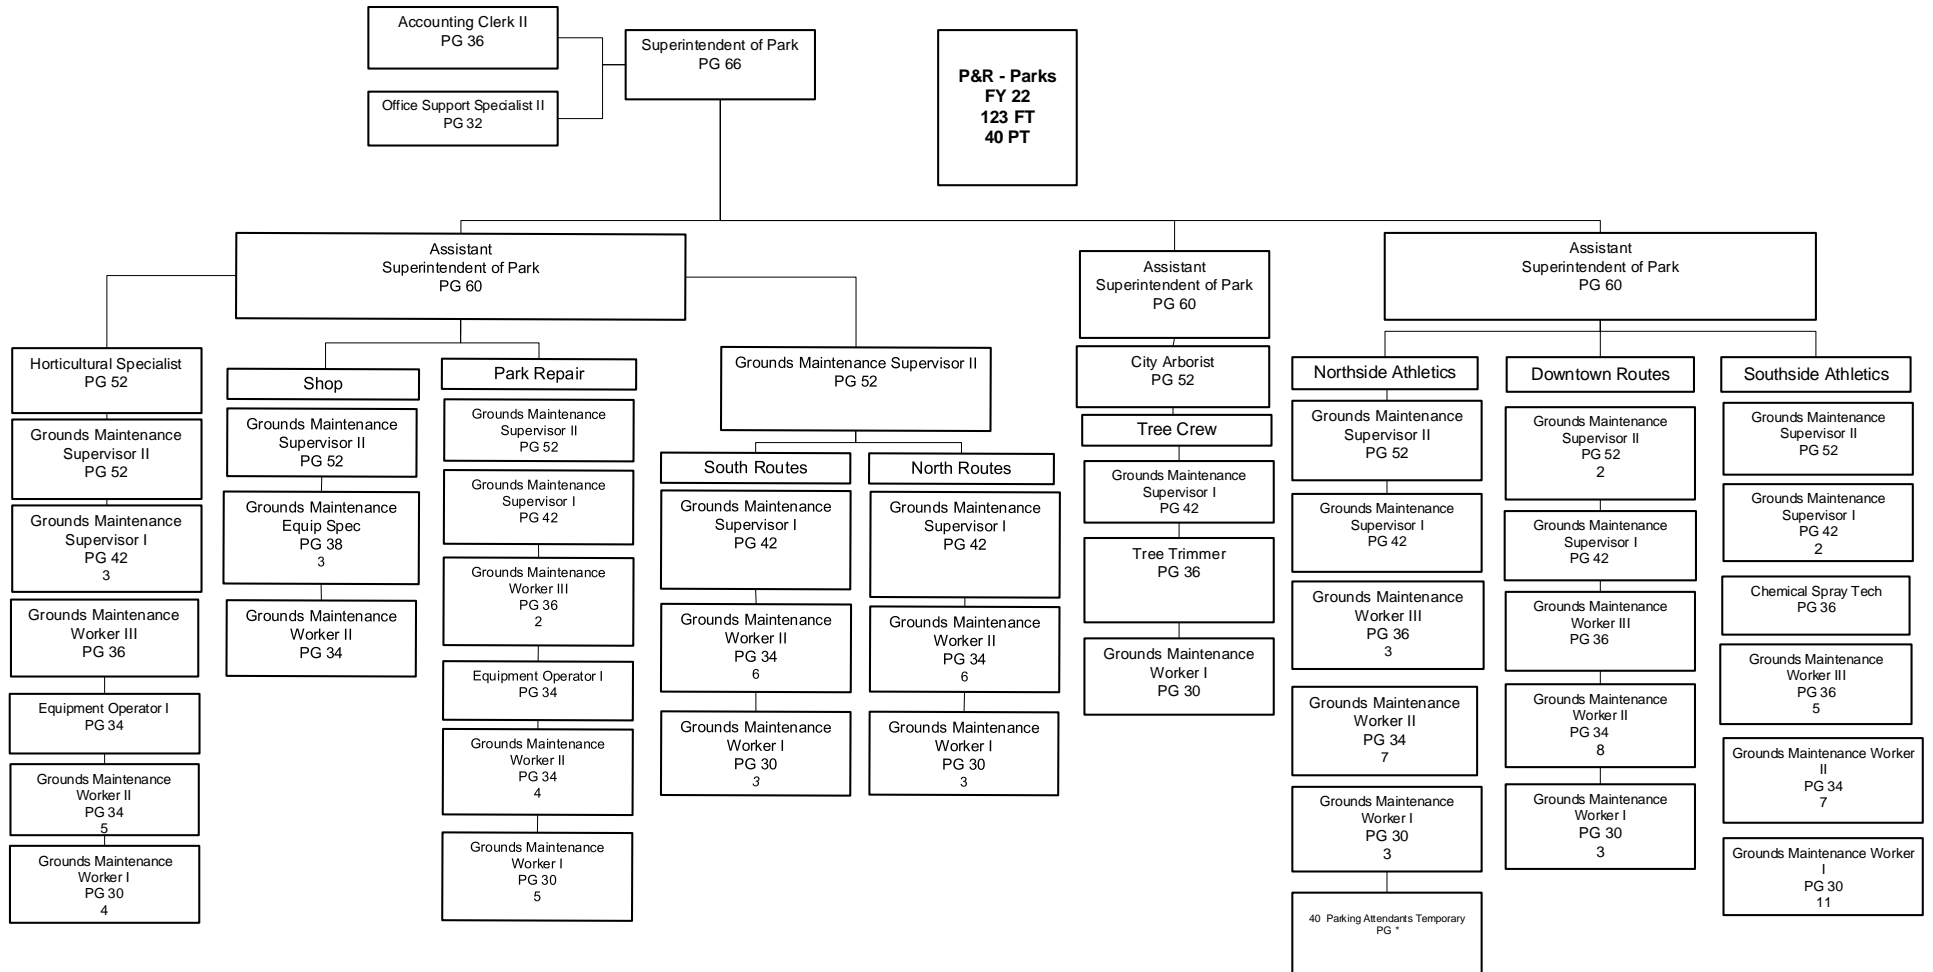 Accounting Clerk II
PG 36
Office Support Specialist II
PG 32
Superintendent of Park
PG 66
P&R - Parks
FY 22
123 FT
40 PT
Assistant
Superintendent of Park
PG 60
Assistant
Superintendent of Park
PG 60
Assistant
Superintendent of Park
PG 60
Horticultural Specialist
PG 52
Grounds Maintenance
Supervisor II
PG 52
Grounds Maintenance
Supervisor I
PG 42
3
Grounds Maintenance
Worker III
PG 36
Equipment Operator I
PG 34
Grounds Maintenance
Worker II
PG 34
5
Grounds Maintenance
Worker I
PG 30
4
Shop
Grounds Maintenance
Supervisor II
PG 52
Grounds Maintenance
Equip Spec
PG 38
3
Grounds Maintenance
Worker II
PG 34
Park Repair
Grounds Maintenance
Supervisor II
PG 52
Grounds Maintenance
Supervisor I
PG 42
Grounds Maintenance
Worker III
PG 36
2
Equipment Operator I
PG 34
Grounds Maintenance
Worker II
PG 34
4
Grounds Maintenance
Worker I
PG 30
5
Grounds Maintenance Supervisor II
PG 52
South Routes
Grounds Maintenance
Supervisor I
PG 42
Grounds Maintenance
Worker II
PG 34
6
Grounds Maintenance
Worker I
PG 30
3
North Routes
Grounds Maintenance
Supervisor I
PG 42
Grounds Maintenance
Worker II
PG 34
6
Grounds Maintenance
Worker I
PG 30
3
City Arborist
PG 52
Tree Crew
Grounds Maintenance
Supervisor I
PG 42
Tree Trimmer
PG 36
Grounds Maintenance
Worker I
PG 30
Northside Athletics
Grounds Maintenance
Supervisor II
PG 52
Grounds Maintenance
Supervisor I
PG 42
Grounds Maintenance
Worker III
PG 36
3
Grounds Maintenance
Worker II
PG 34
7
Grounds Maintenance
Worker I
PG 30
3
40 Parking Attendants Temporary
PG *
Downtown Routes
Grounds Maintenance
Supervisor II
PG 52
2
Grounds Maintenance
Supervisor I
PG 42
Grounds Maintenance
Worker III
PG 36
Grounds Maintenance
Worker II
PG 34
8
Grounds Maintenance
Worker I
PG 30
3
Southside Athletics
Grounds Maintenance
Supervisor II
PG 52
Grounds Maintenance
Supervisor I
PG 42
2
Chemical Spray Tech
PG 36
Grounds Maintenance
Worker III
PG 36
5
Grounds Maintenance Worker
II
PG 34
7
Grounds Maintenance Worker
I
PG 30
11